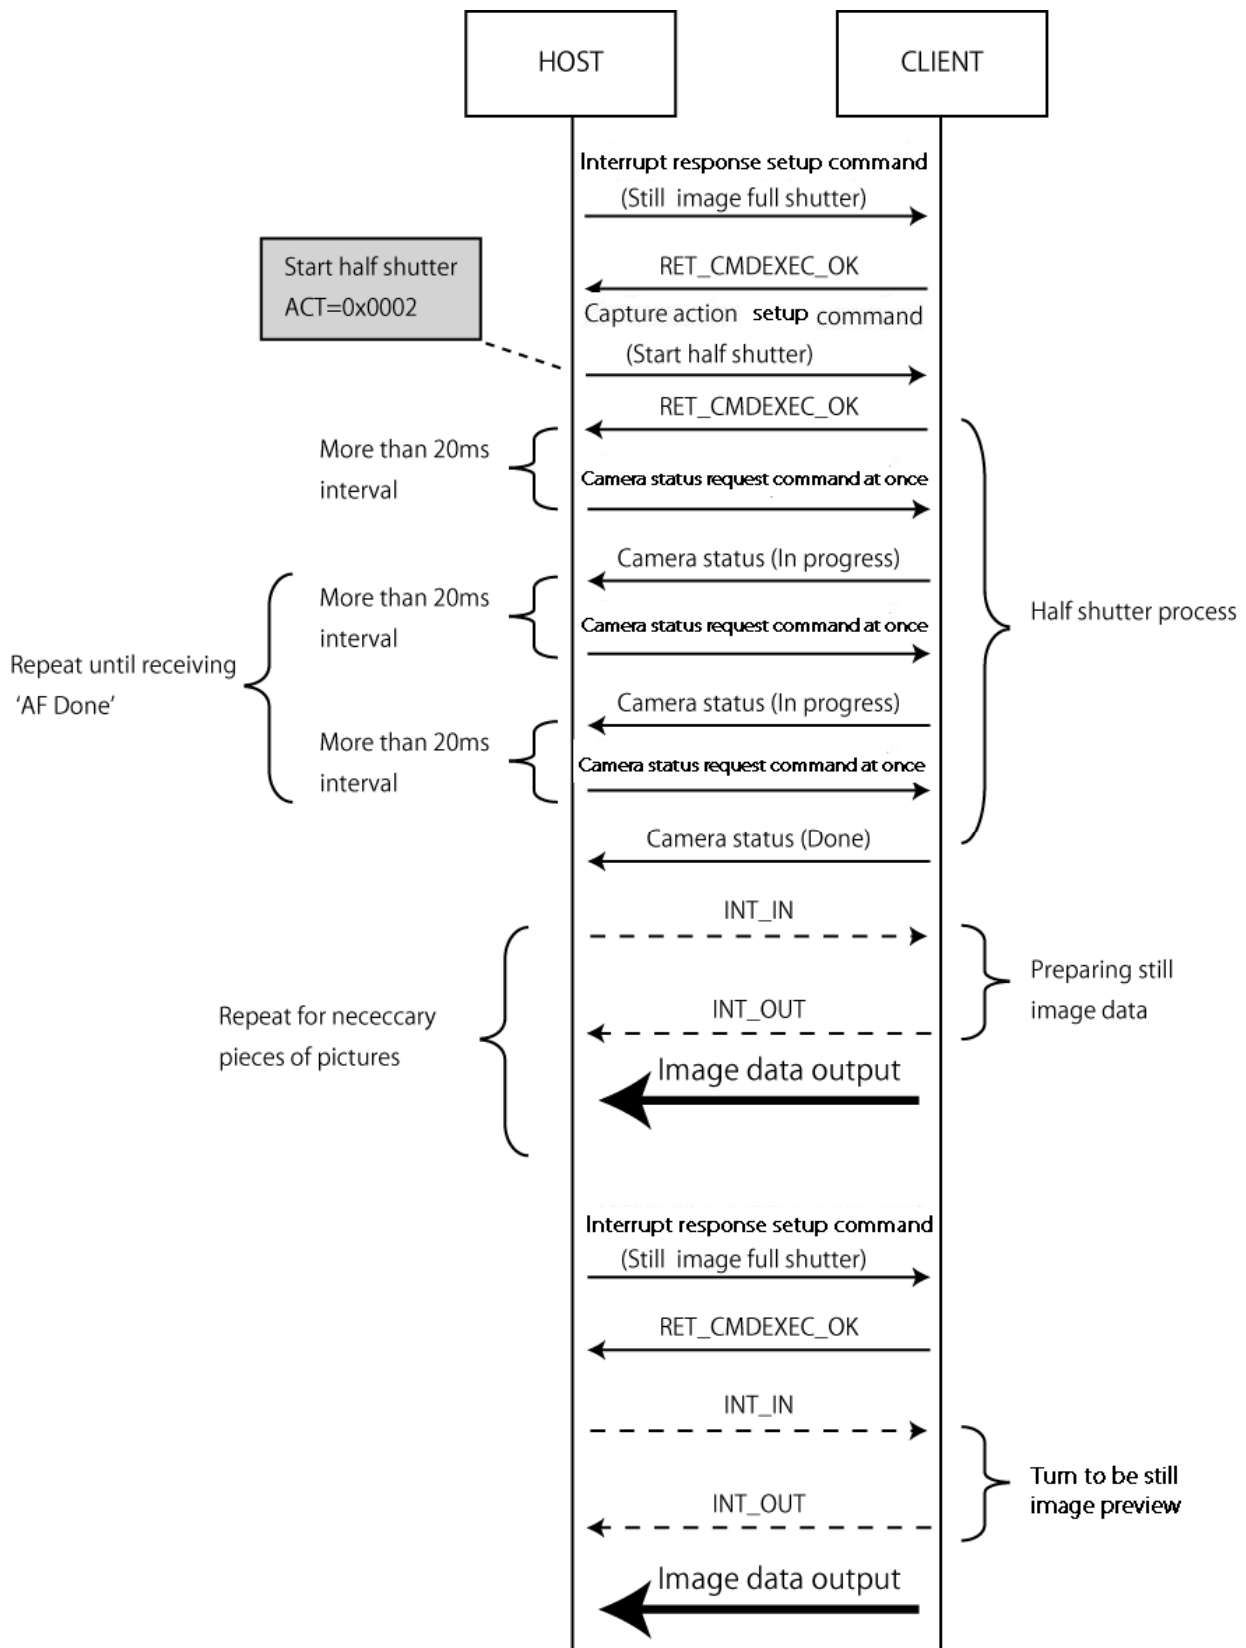 HOST
CLIENT
Interrupt response setup command
(Still image full shutter)
Start half shutter
ACT=0x0002
RET_CMDEXEC_OK
Capture action setup command
(Start half shutter)
RET_CMDEXEC_OK
More than 20ms
interval
Camera status request command at once
Camera status (In progress)
More than 20ms
interval
Camera status request command at once
Half shutter process
Repeat until receiving
‘AF Done’
Camera status (In progress)
More than 20ms
interval
Camera status request command at once
Camera status (Done)
INT_IN
Preparing still
image data
INT_OUT
Repeat for nececcary
pieces of pictures
Image data output
Interrupt response setup command
(Still image full shutter)
RET_CMDEXEC_OK
INT_IN
Turn to be still
image preview
INT_OUT
Image data output